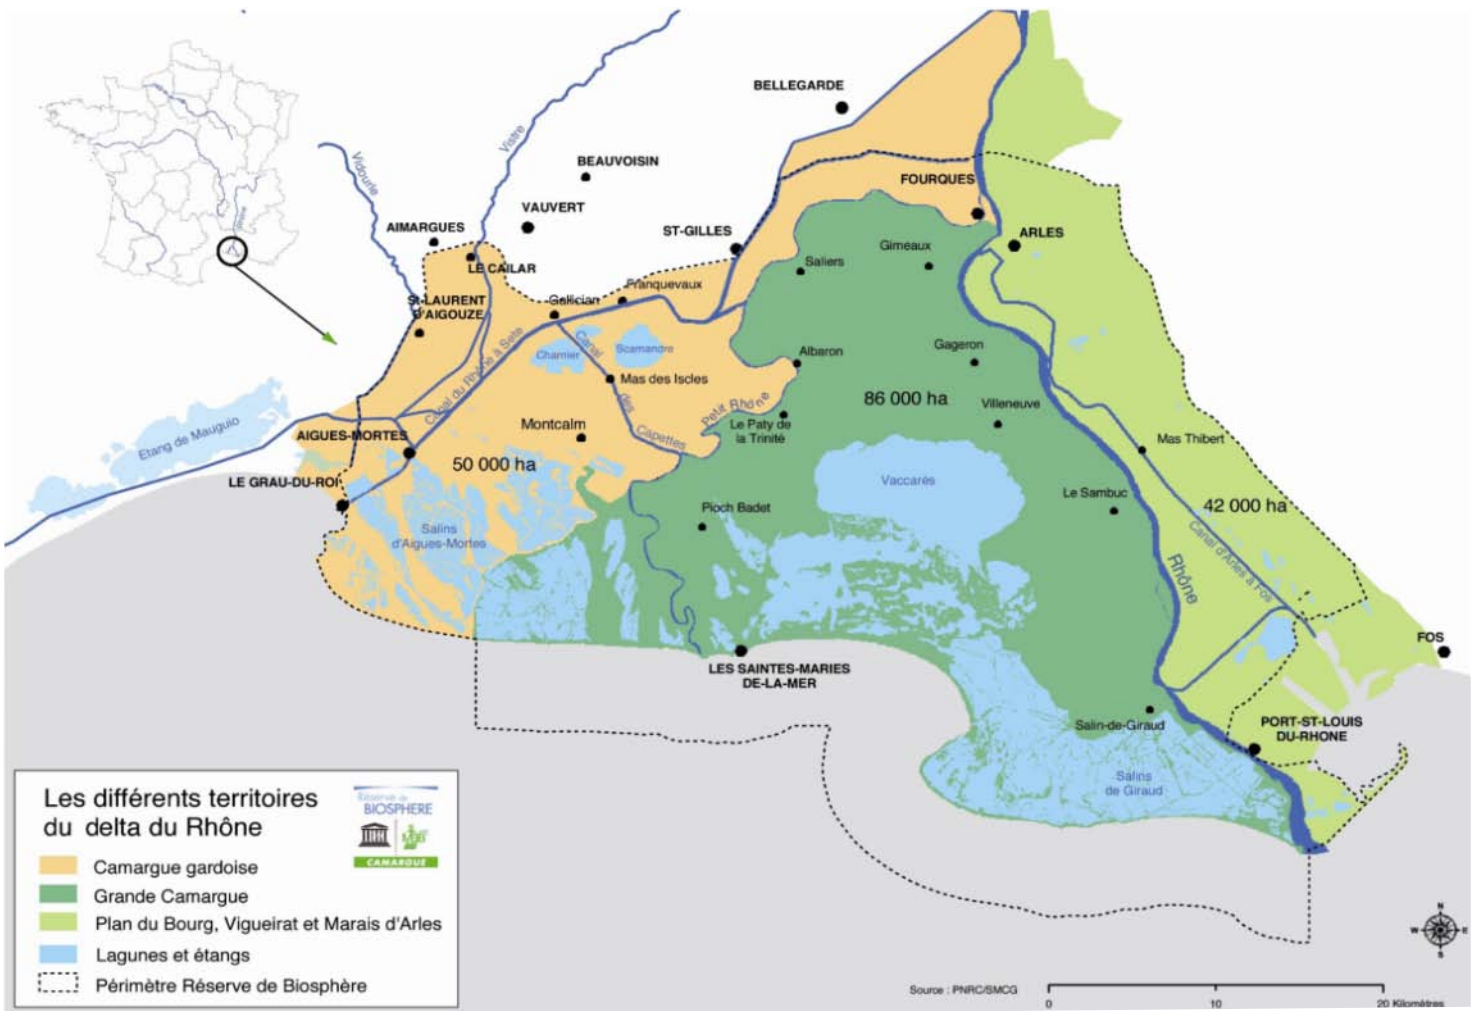 BELLEGARDE
Vistre
Vidourle
BEAUVOISIN
FOURQUES
VAUVERT
AIMARGUES
ST-GILLES
ARLES
Gimeaux
LE CAILAR
Saliers
Franquevaux
Gallician
St-LAURENT
D'AIGOUZE
Rhône
Canal du Rhône à Sète
Charnier
Scamandre
Canal
des
Capettes
Albaron
Gageron
Mas des Iscles
86 000 ha
Villeneuve
Petit Rhône
Le Paty de
la Trinité
Etang de Mauguio
Montcalm
AIGUES-MORTES
50 000 ha
Mas Thibert
LE GRAU-DU-ROI
Vaccarès
Le Sambuc
42 000 ha
Pioch Badet
Salins
d'Aigues-Mortes
Canal d'Arles à Fos
Rhône
FOS
LES SAINTES-MARIES
DE-LA-MER
Salin-de-Giraud
PORT-ST-LOUIS
DU-RHONE
Salins
de Giraud
Les différents territoires
du delta du Rhône
Réserve de
BIOSPHERE
MAB
CAMARGUE
Camargue gardoise
Grande Camargue
Plan du Bourg, Vigueirat et Marais d'Arles
Lagunes et étangs
Périmètre Réserve de Biosphère
N
W
E
S
Source : PNRC/SMCG
0
10
20 Kilomètres